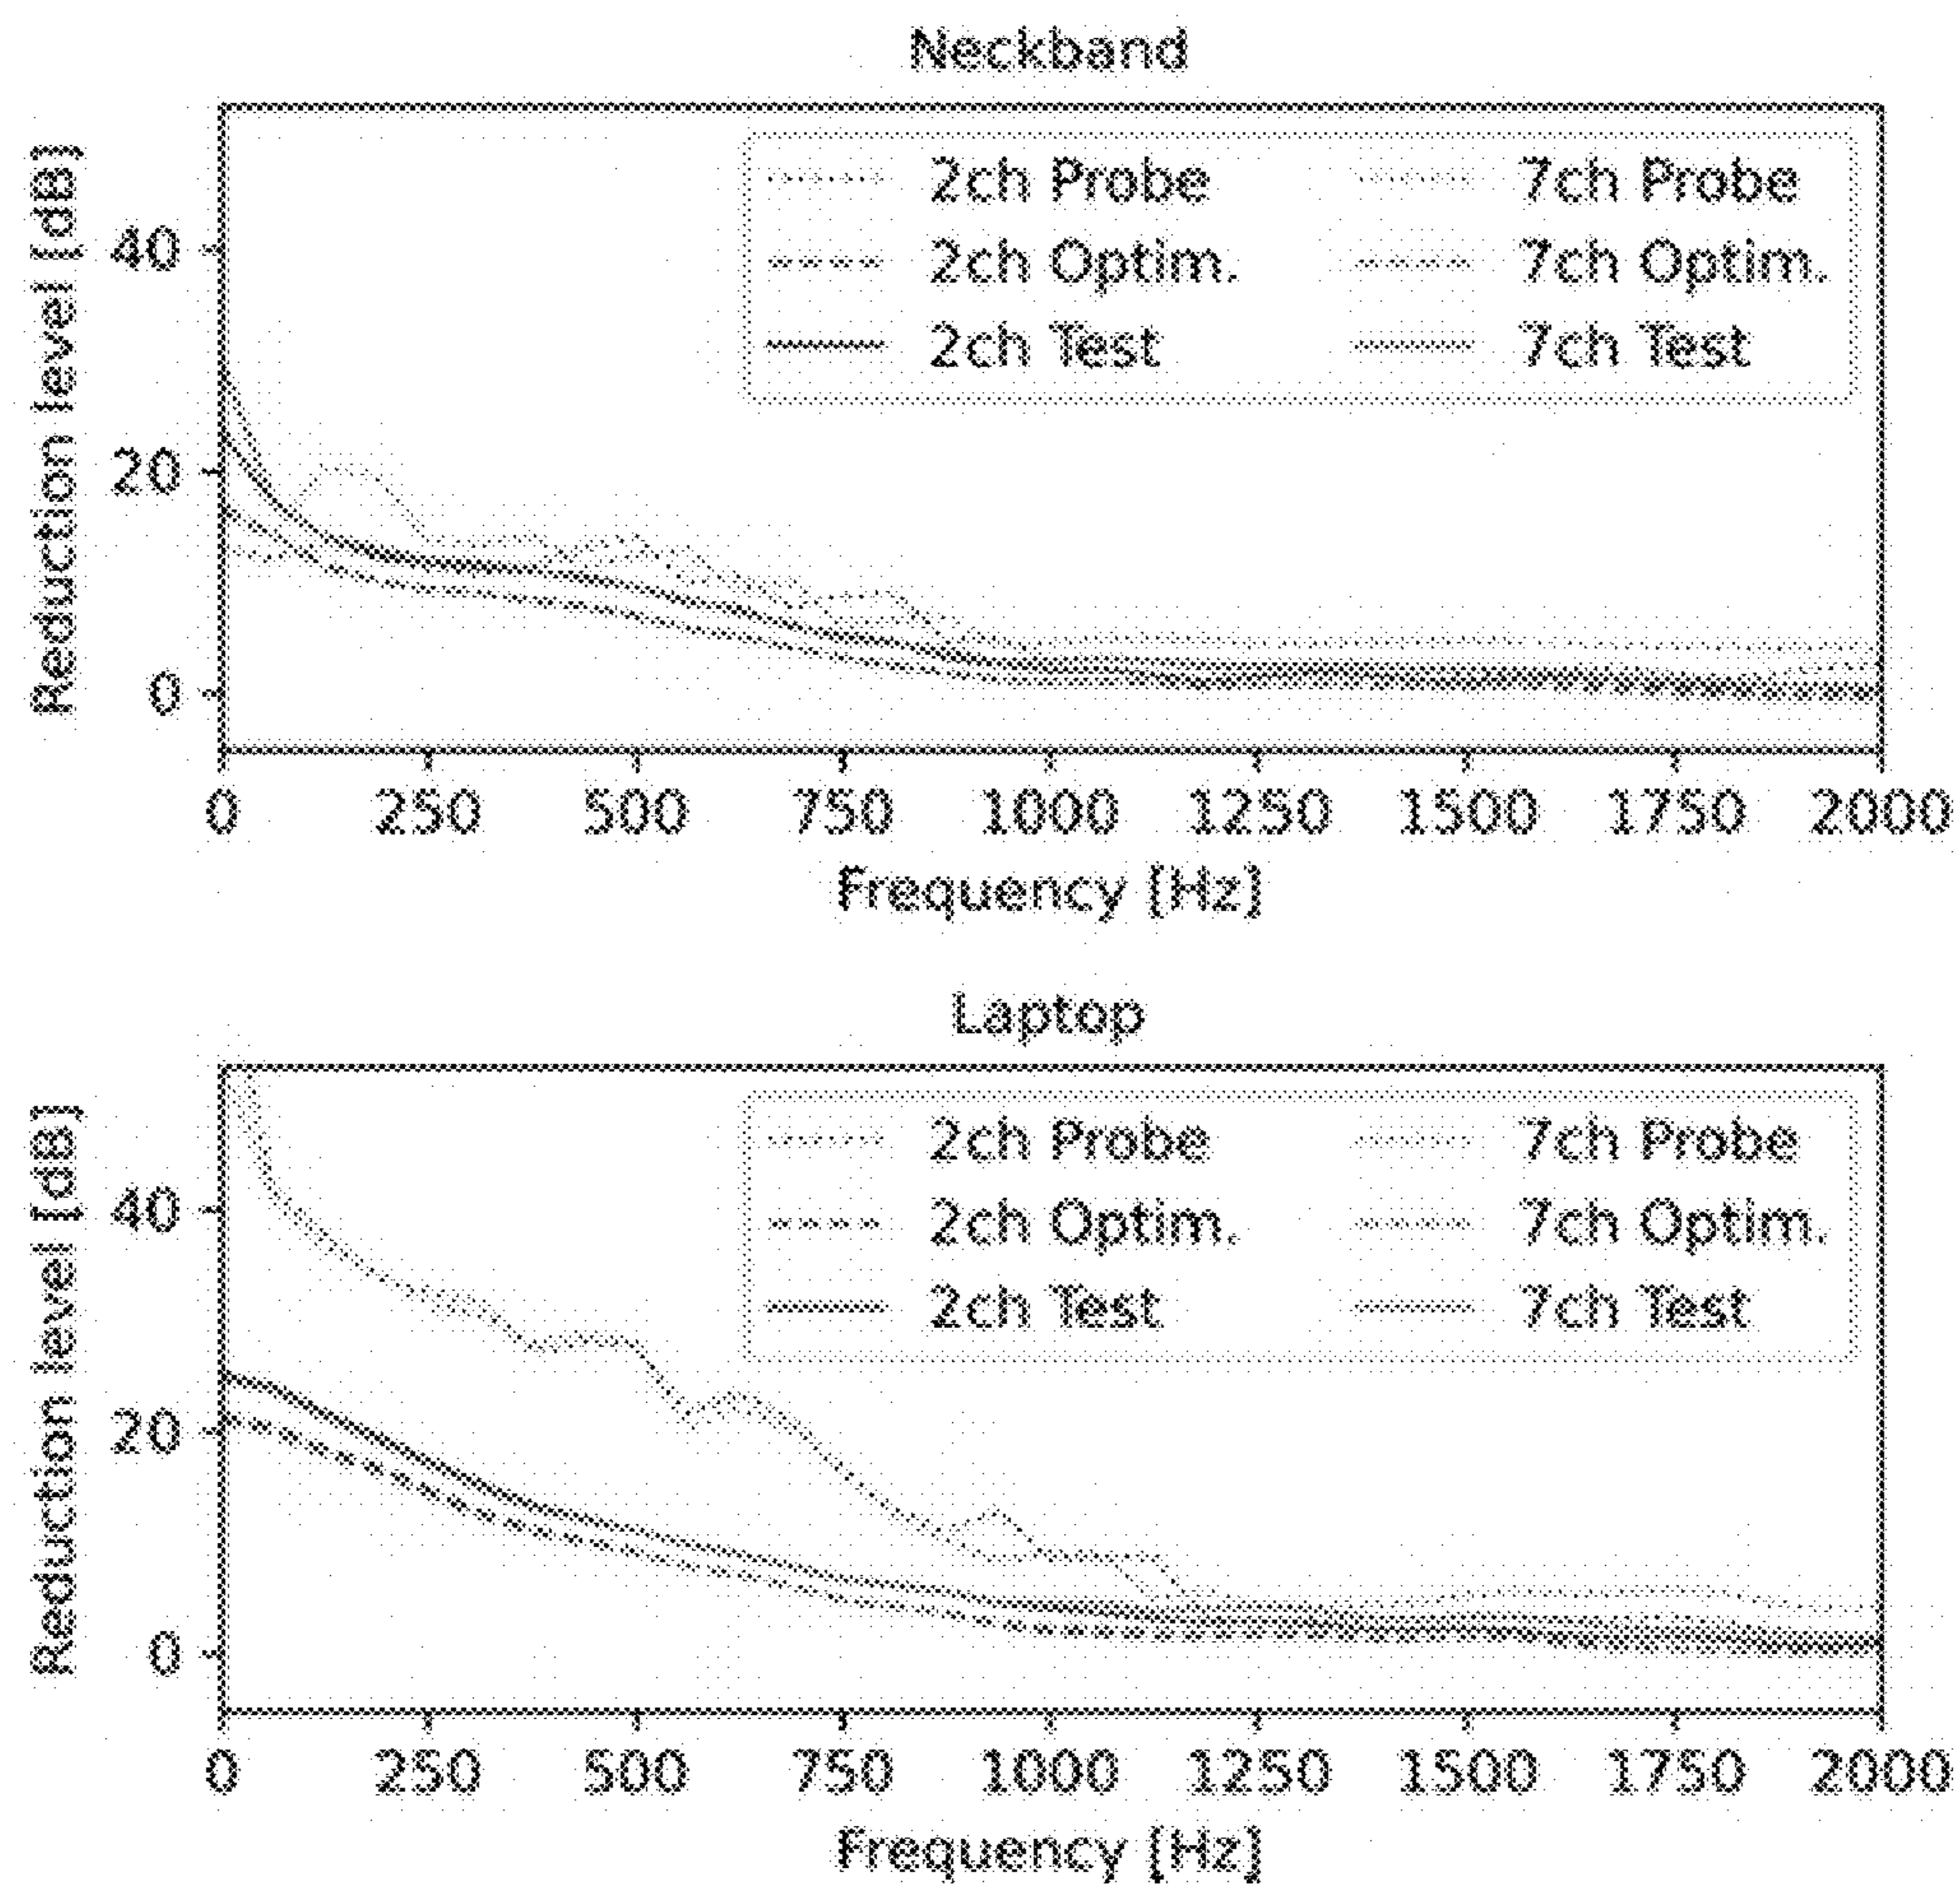 Neckband
Reduction level [dB]
40
20
0
2ch Probe 7ch Probe
2ch Optim. 7ch Optim.
2ch Test 7ch Test
0 250 500 750 1000 1250 1500 1750 2000
Frequency [Hz]
Laptop
Reduction level [dB]
40
20
0
2ch Probe 7ch Probe
2ch Optim. 7ch Optim.
2ch Test 7ch Test
0 250 500 750 1000 1250 1500 1750 2000
Frequency [Hz]